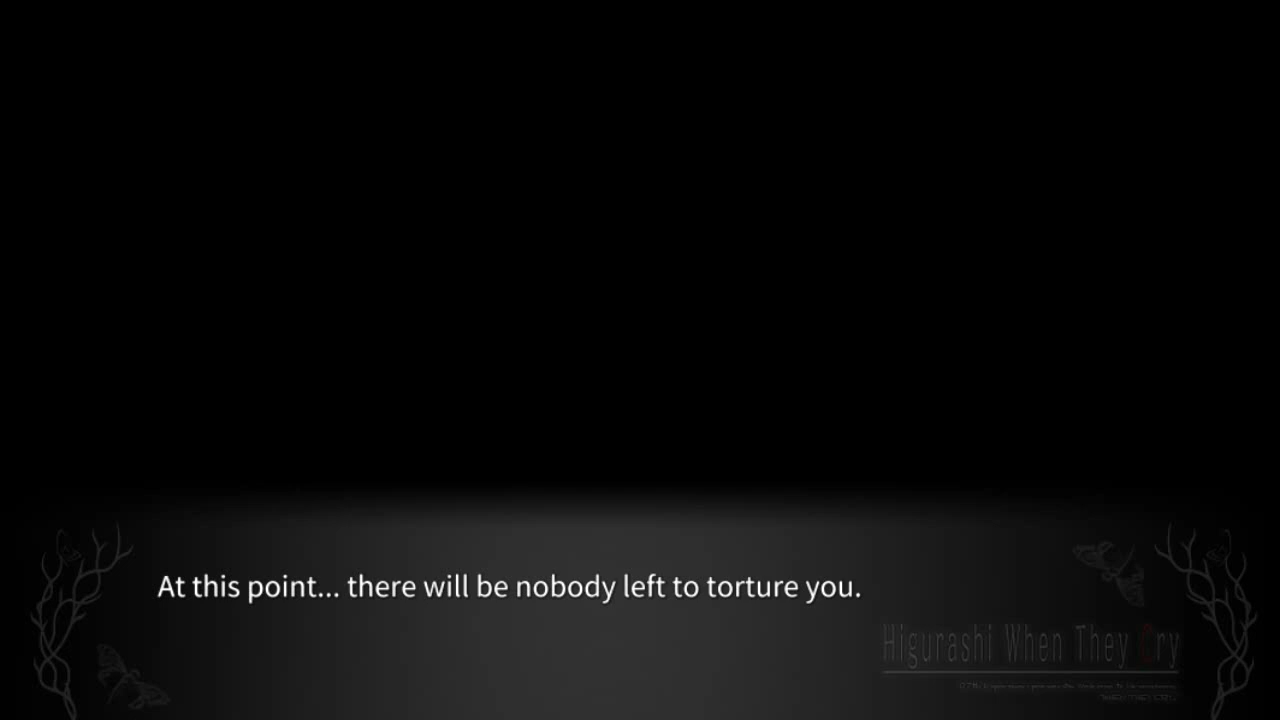 At this point... there will be nobody left to torture you.
Higurashi When They Cry